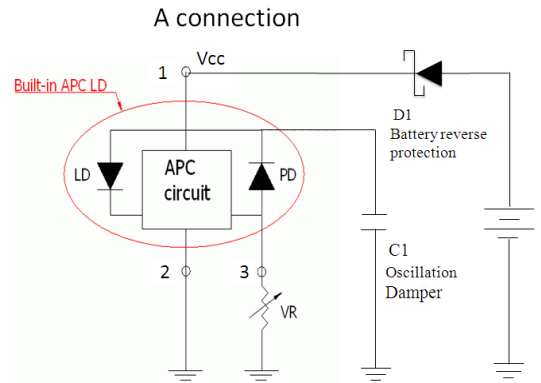 A connection
1
Vcc
Built-in APC LD
D1
Battery reverse
protection
LD
APC
circuit
PD
C1
Oscillation
Damper
2
3
VR